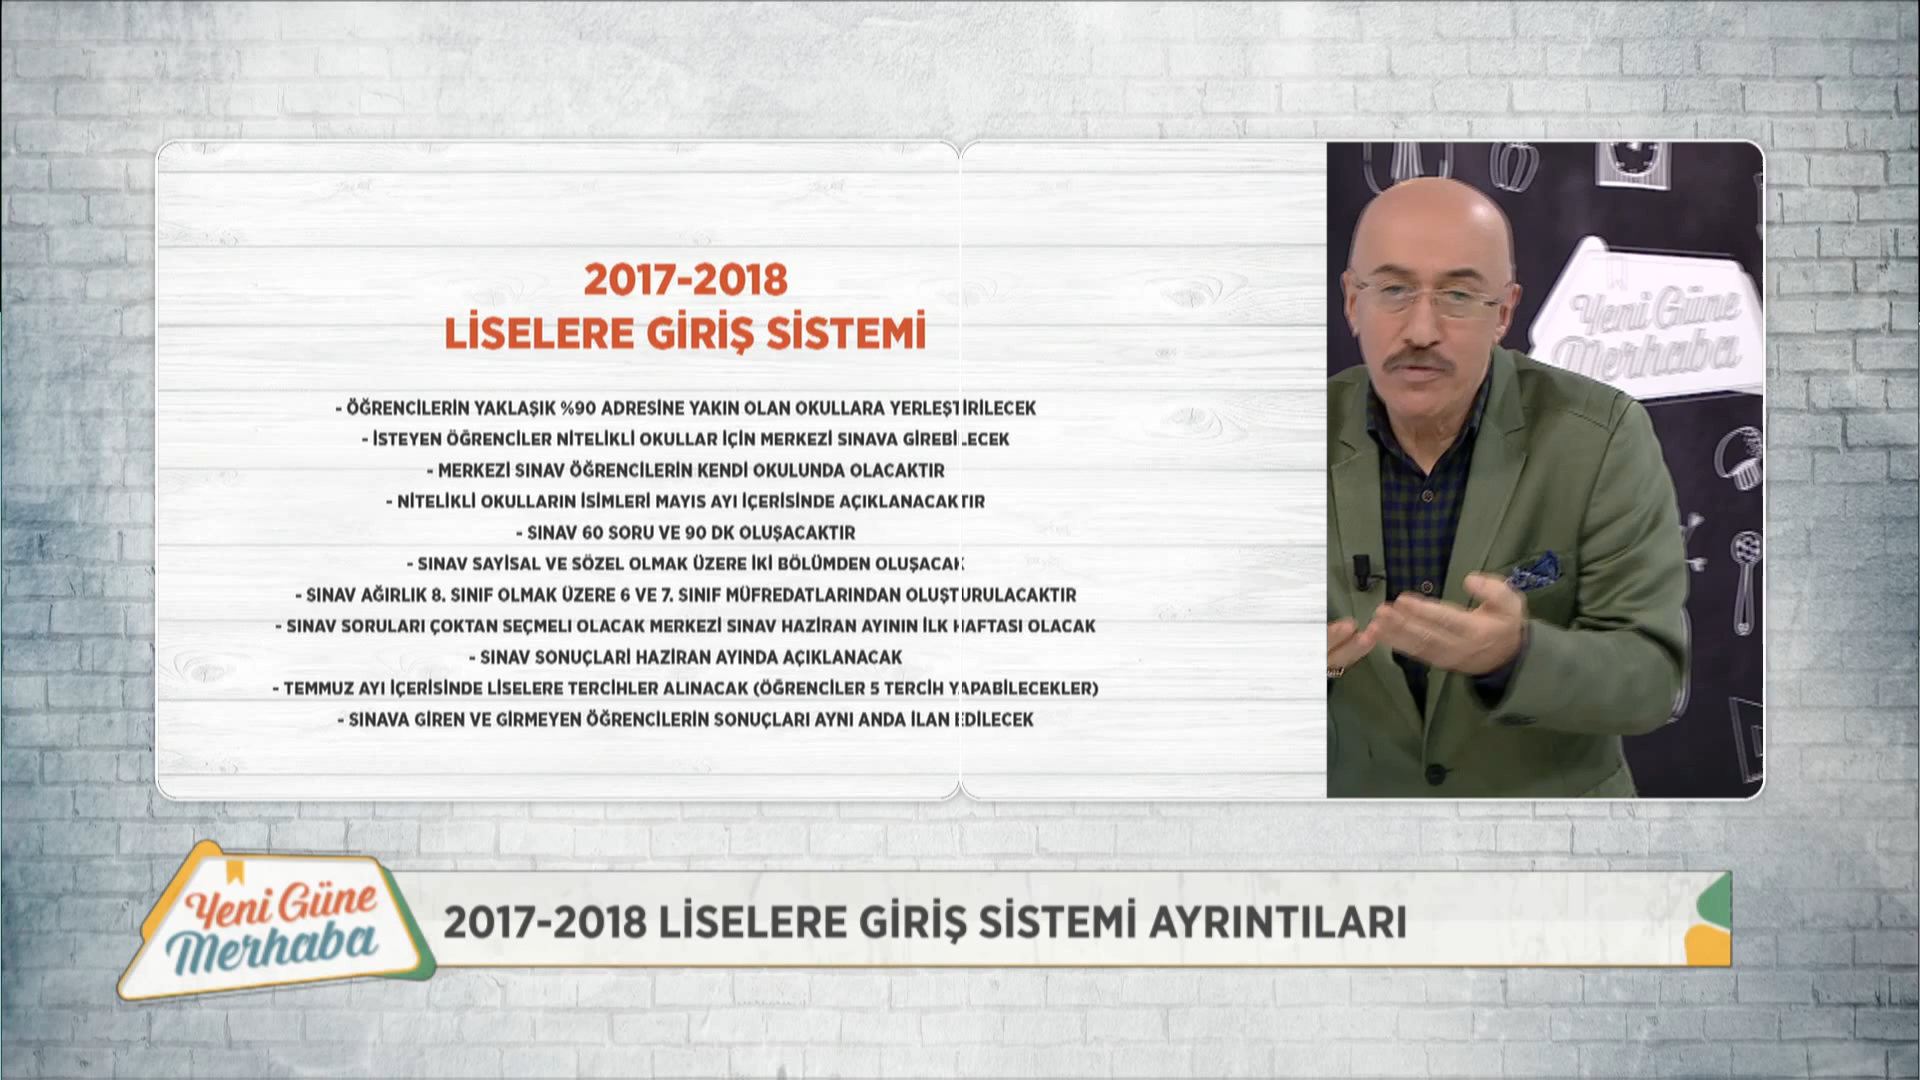 2017-2018
LİSELERE GİRİŞ SİSTEMİ
- ÖĞRENCİLERİN YAKLAŞIK %90 ADRESİNE YAKIN OLAN OKULLARA YERLEŞTİRİLECEK
- İSTEYEN ÖĞRENCİLER NİTELİKLİ OKULLAR İÇİN MERKEZİ SINAVA GİREBİLECEK
- MERKEZİ SINAV ÖĞRENCİLERİN KENDİ OKULUNDA OLACAKTIR
- NİTELİKLİ OKULLARIN İSİMLERİ MAYIS AYI İÇERİSİNDE AÇIKLANACAKTIR
- SINAV 60 SORU VE 90 DK OLUŞACAKTIR
- SINAV SAYİSAL VE SÖZEL OLMAK ÜZERE İKİ BÖLÜMDEN OLUŞACAK
- SINAV AĞIRLIK 8. SINIF OLMAK ÜZERE 6 VE 7. SINIF MÜFREDATLARINDAN OLUŞTURULACAKTIR
- SINAV SORULARI ÇOKTAN SEÇMELI OLACAK MERKEZİ SINAV HAZİRAN AYININ İLK HAFTASI OLACAK
- SINAV SONUÇLARİ HAZİRAN AYINDA AÇIKLANACAK
- TEMMUZ AYI İÇERİSİNDE LİSELERE TERCİHLER ALINACAK (ÖĞRENCİLER 5 TERCİH YAPABİLECEKLER)
- SINAVA GİREN VE GİRMEYEN ÖĞRENCİLERİN SONUÇLARI AYNI ANDA İLAN EDİLECEK
Yeni Güne
Merhaba
Yeni Güne
Merhaba
2017-2018 LİSELERE GİRİŞ SİSTEMİ AYRINTILARI